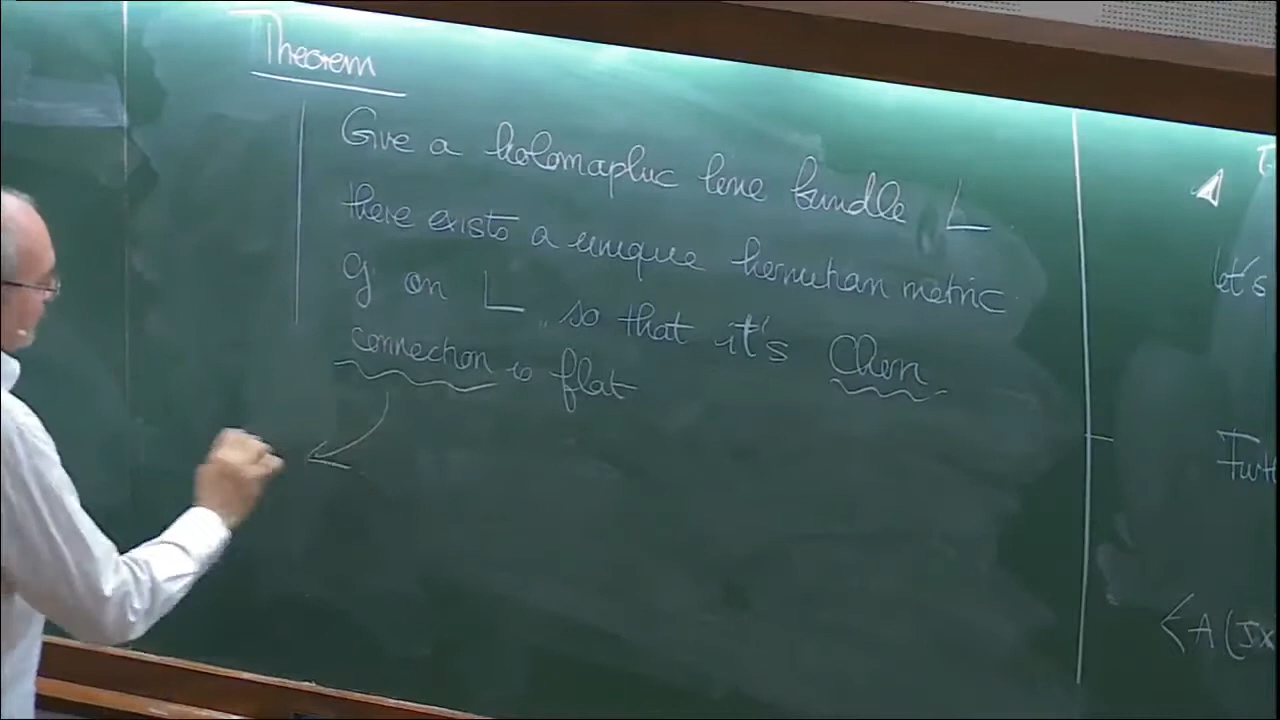 Theorem
Give a holomorphic line bundle L
there exists a unique hermitian metric
g on L, so that it's Chern
connection is flat
let's
Furth
< A(Jx